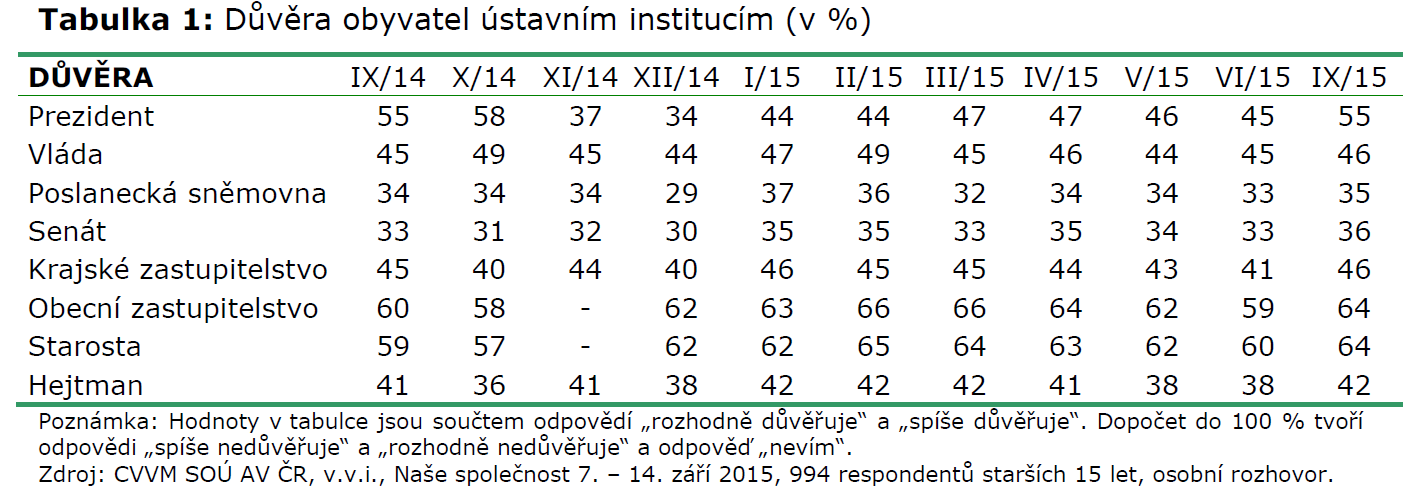 Tabulka 1: Důvěra obyvatel ústavním institucím (v %)
DŮVĚRA IX/14 X/14 XI/14 XII/14 I/15 II/15 III/15 IV/15 V/15 VI/15 IX/15
Prezident 55 58 37 34 44 44 47 47 46 45 55
Vláda 45 49 45 44 47 49 45 46 44 45 46
Poslanecká sněmovna 34 34 34 29 37 36 32 34 34 33 35
Senát 33 31 32 30 35 35 33 35 34 33 36
Krajské zastupitelstvo 45 40 44 40 46 45 45 44 43 41 46
Obecní zastupitelstvo 60 58 - 62 63 66 66 64 62 59 64
Starosta 59 57 - 62 62 65 64 63 62 60 64
Hejtman 41 36 41 38 42 42 42 41 38 38 42
Poznámka: Hodnoty v tabulce jsou součtem odpovědí „rozhodně důvěřuje“ a „spíše důvěřuje“. Dopočet do 100 % tvoří
odpovědi „spíše nedůvěřuje“ a „rozhodně nedůvěřuje“ a odpověď „nevím“.
Zdroj: CVVM SOÚ AV ČR, v.v.i., Naše společnost 7. – 14. září 2015, 994 respondentů starších 15 let, osobní rozhovor.